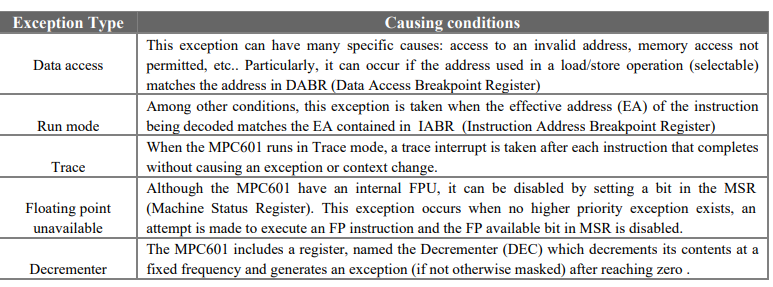 Exception Type Causing conditions
This exception can have many specific causes: access to an invalid address, memory access not
Data access permitted, etc.. Particularly, it can occur if the address used in a load/store operation (selectable)
matches the address in DABR (Data Access Breakpoint Register)
Among other conditions, this exception is taken when the effective address (EA) of the instruction
Run mode being decoded matches the EA contained in IABR (Instruction Address Breakpoint Register)
When the MPC601 runs in Trace mode, a trace interrupt is taken after each instruction that completes
Trace without causing an exception or context change.
Although the MPC601 have an internal FPU, it can be disabled by setting a bit in the MSR
Floating point (Machine Status Register). This exception occurs when no higher priority exception exists, an
unavailable attempt is made to execute an FP instruction and the FP available bit in MSR is disabled.
The MPC601 includes a register, named the Decrementer (DEC) which decrements its contents at a
Decrementer fixed frequency and generates an exception (if not otherwise masked) after reaching zero .